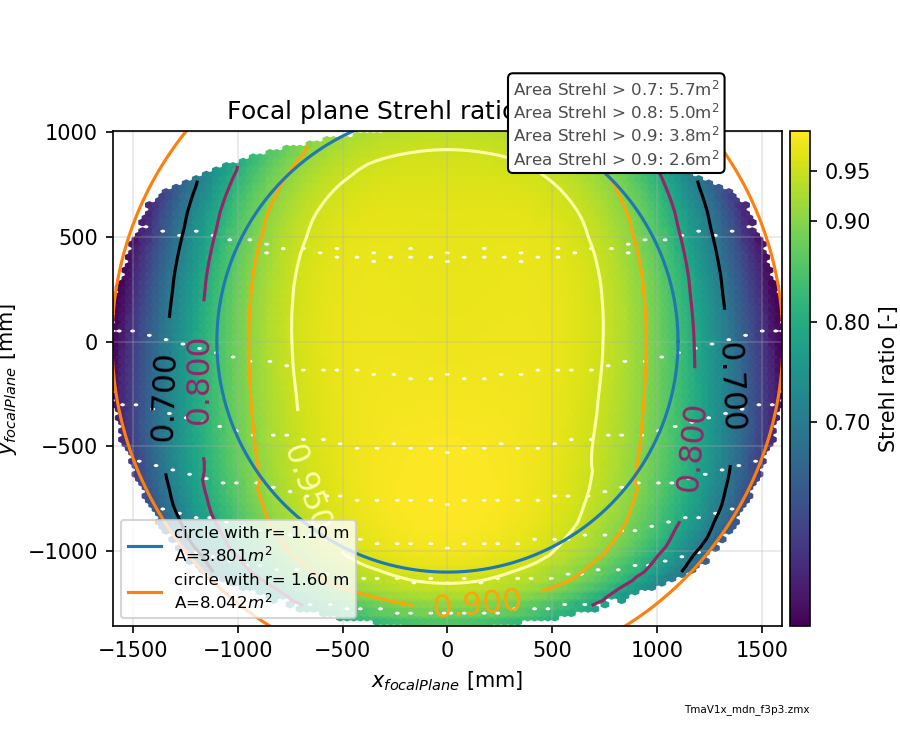 Area Strehl > 0.7: 5.7m²
Area Strehl > 0.8: 5.0m²
Area Strehl > 0.9: 3.8m²
Area Strehl > 0.9: 2.6m²
Focal plane Strehl ratio
1000
500
0
−500
−1000
y_focalPlane [mm]
0.700
0.800
0.950
0.900
0.800
0.700
circle with r= 1.10 m
A=3.801m²
circle with r= 1.60 m
A=8.042m²
−1500 −1000 −500 0 500 1000 1500
x_focalPlane [mm]
0.95
0.90
0.80
0.70
Strehl ratio [-]
TmaV1x_mdn_f3p3.zmx